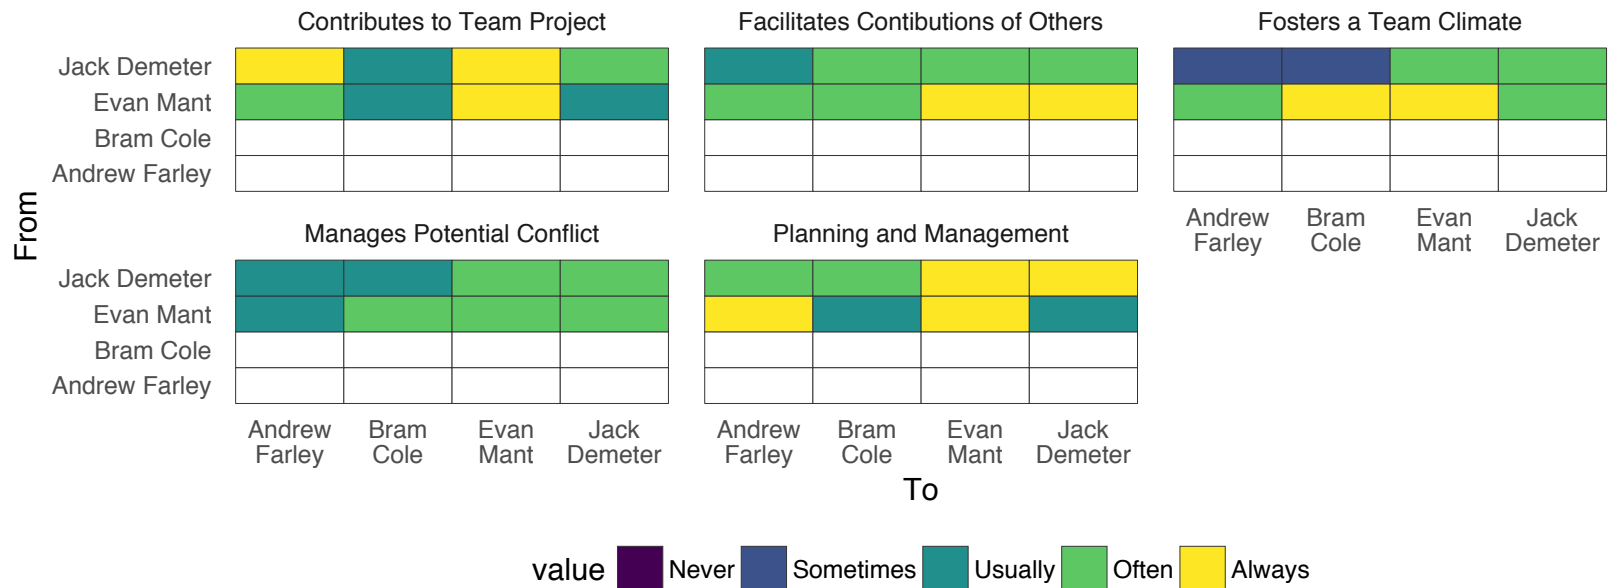 Contributes to Team Project
Facilitates Contibutions of Others
Fosters a Team Climate
Jack Demeter
Evan Mant
Bram Cole
Andrew Farley
Andrew Farley
Bram Cole
Evan Mant
Jack Demeter
From
Manages Potential Conflict
Planning and Management
Jack Demeter
Evan Mant
Bram Cole
Andrew Farley
Andrew Farley
Bram Cole
Evan Mant
Jack Demeter
Andrew Farley
Bram Cole
Evan Mant
Jack Demeter
To
value Never Sometimes Usually Often Always